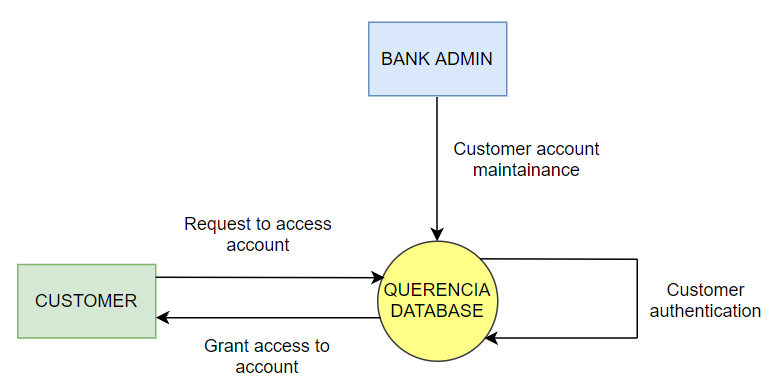 BANK ADMIN
Customer account
maintainance
Request to access
account
CUSTOMER
QUERENCIA
DATABASE
Customer
authentication
Grant access to
account